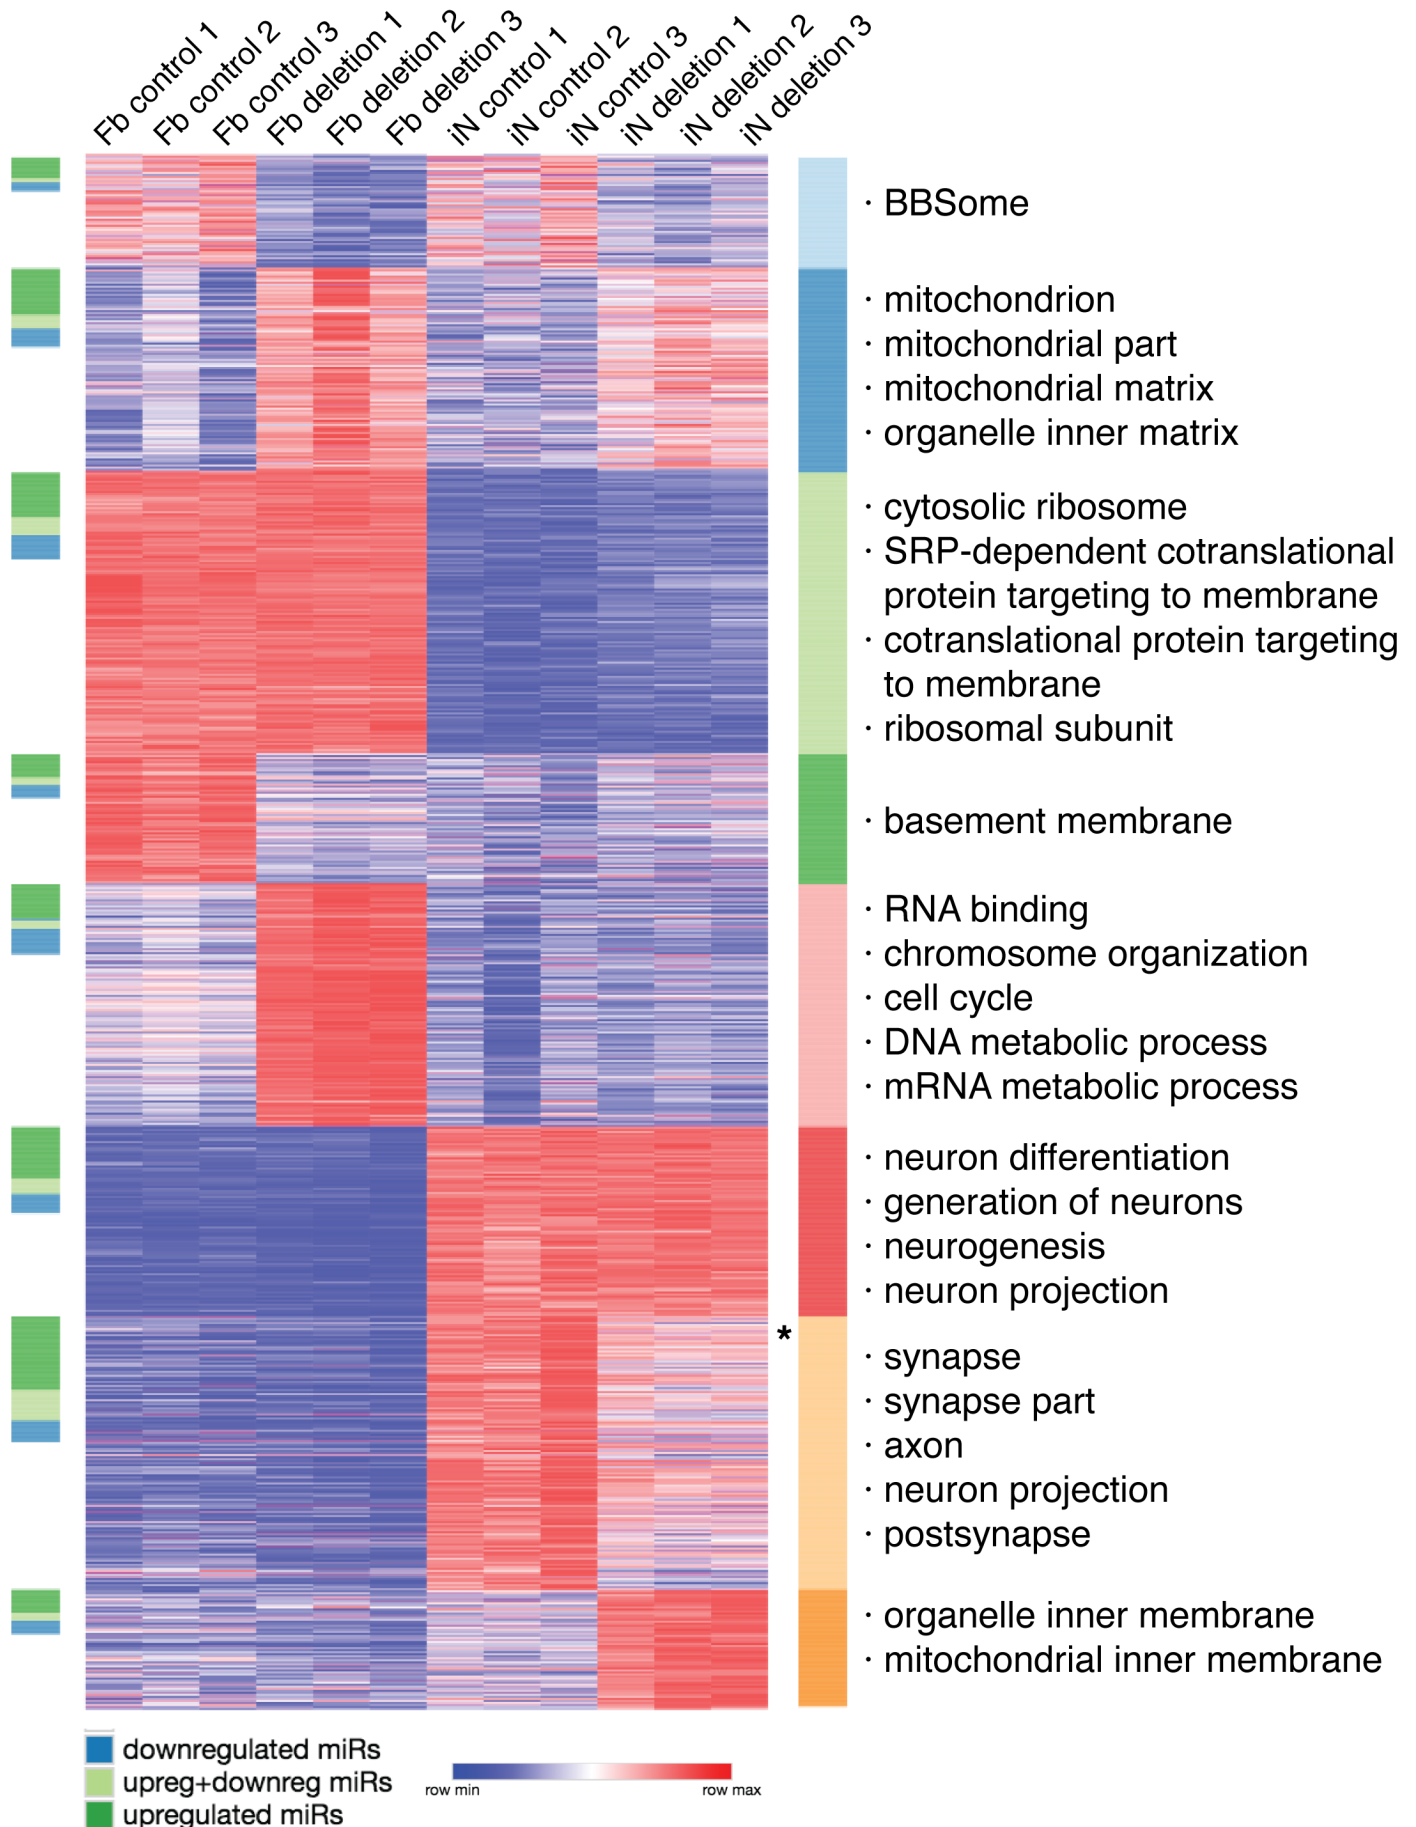 Fb control 1
Fb control 2
Fb control 3
Fb deletion 1
Fb deletion 2
Fb deletion 3
iN control 1
iN control 2
iN control 3
iN deletion 1
iN deletion 2
iN deletion 3
· BBSome
· mitochondrion
· mitochondrial part
· mitochondrial matrix
· organelle inner matrix
· cytosolic ribosome
· SRP-dependent cotranslational
protein targeting to membrane
· cotranslational protein targeting
to membrane
· ribosomal subunit
· basement membrane
· RNA binding
· chromosome organization
· cell cycle
· DNA metabolic process
· mRNA metabolic process
· neuron differentiation
· generation of neurons
· neurogenesis
· neuron projection
*
· synapse
· synapse part
· axon
· neuron projection
· postsynapse
· organelle inner membrane
· mitochondrial inner membrane
downregulated miRs
upreg+downreg miRs
upregulated miRs
row min
row max